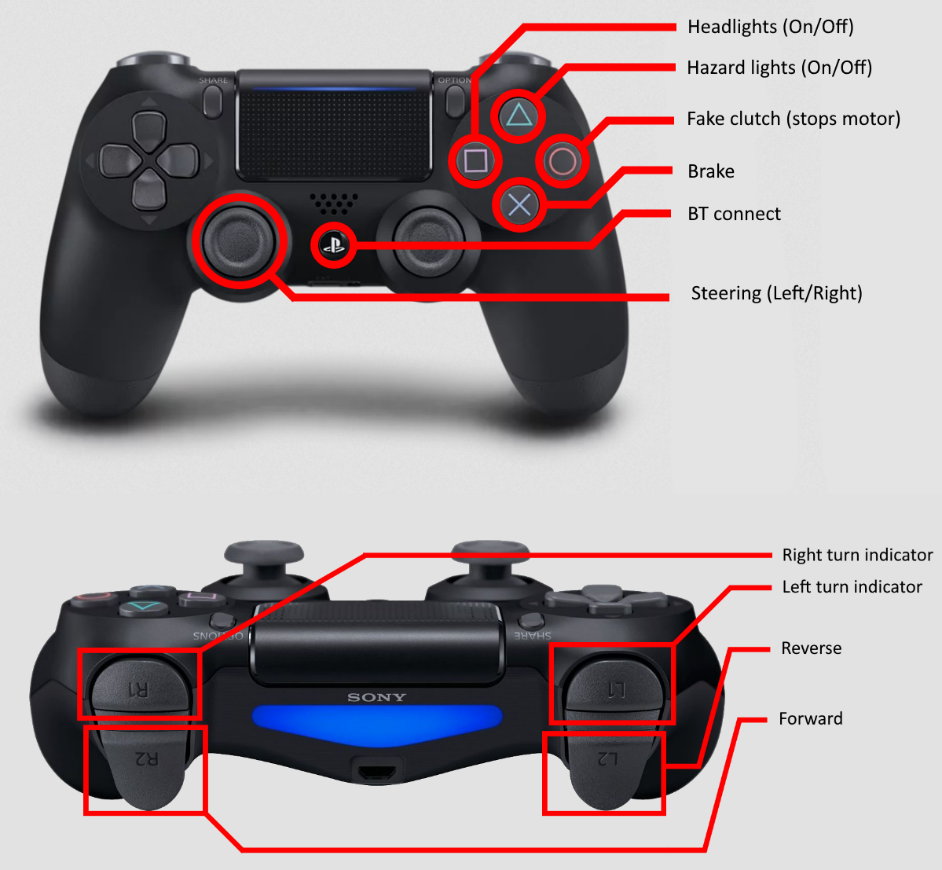 Headlights (On/Off)
SHARE
OPTION
Hazard lights (On/Off)
Fake clutch (stops motor)
Brake
BT connect
Steering (Left/Right)
Right turn indicator
Left turn indicator
OPTIONS
SHARE
Reverse
R1
L1
SONY
Forward
R2
L2